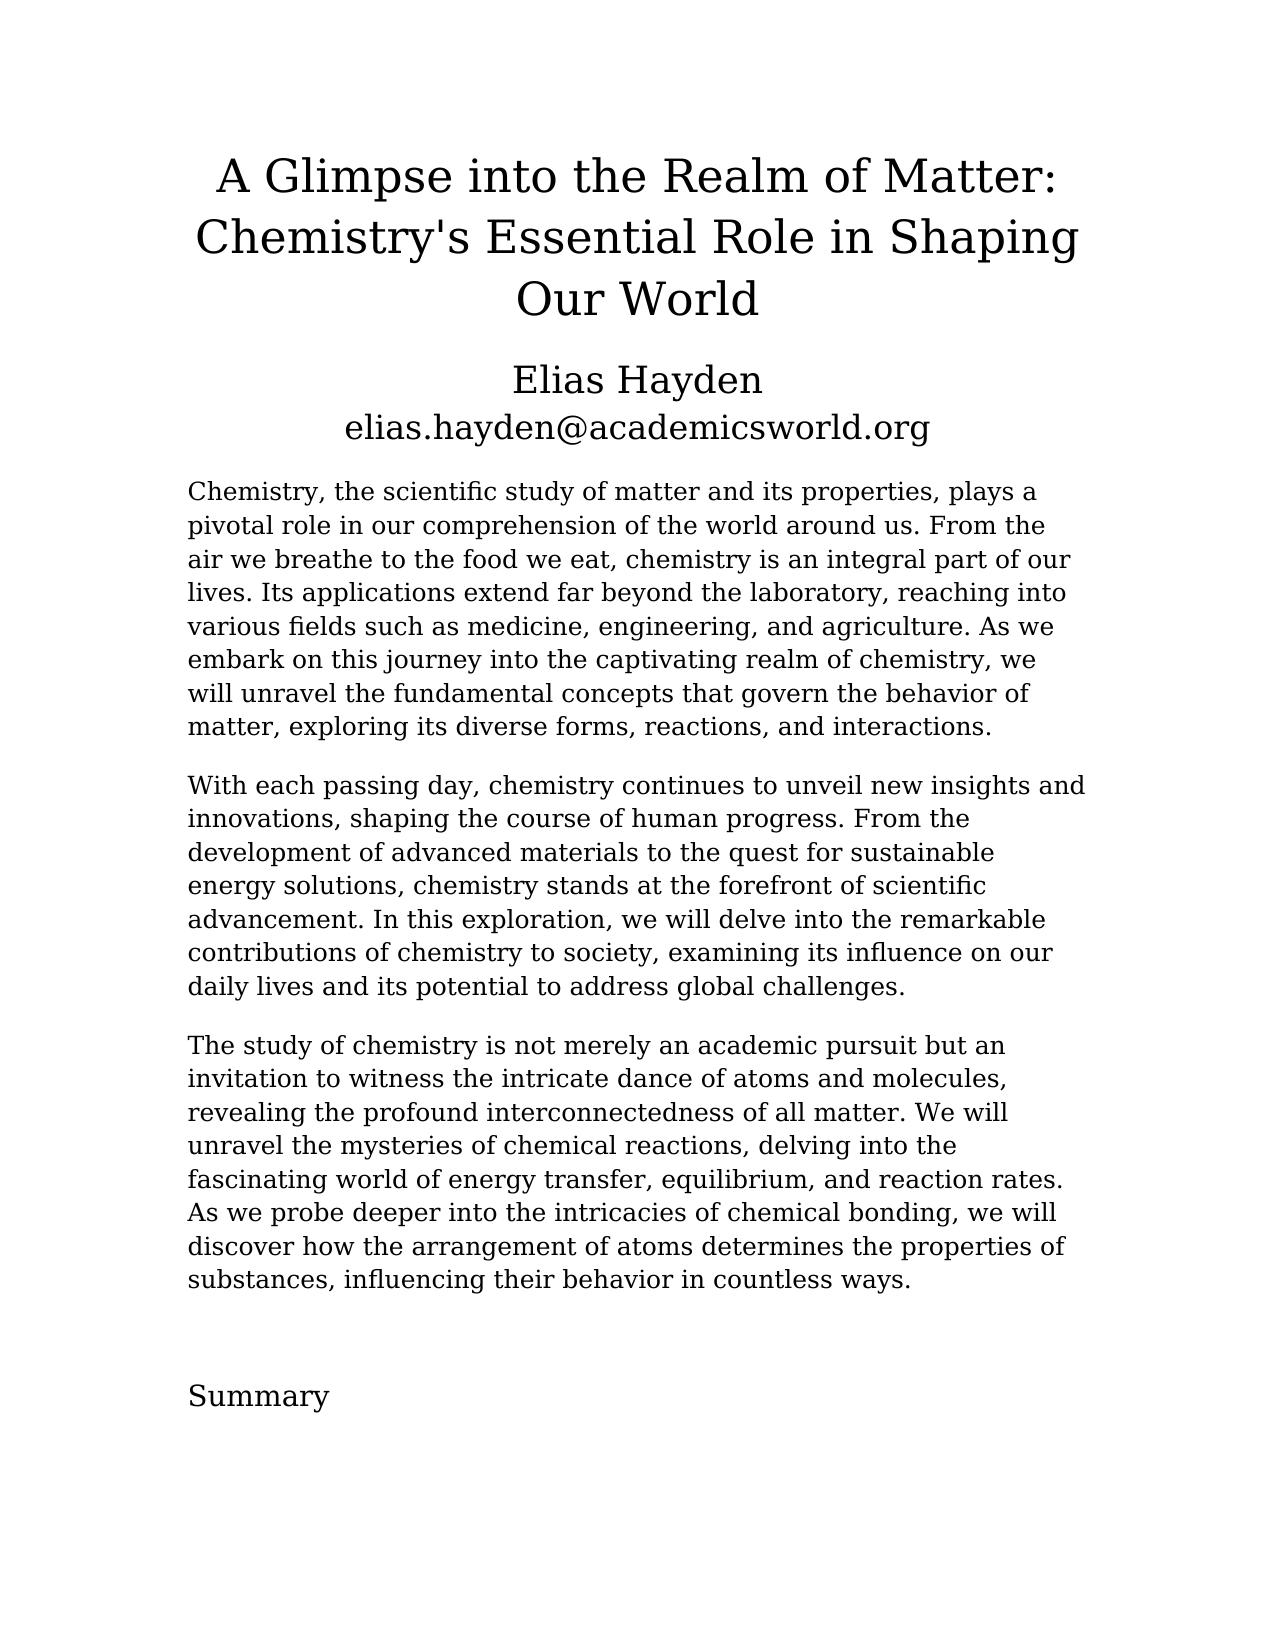 A Glimpse into the Realm of Matter:
Chemistry's Essential Role in Shaping
Our World
Elias Hayden
elias.hayden@academicsworld.org
Chemistry, the scientific study of matter and its properties, plays a
pivotal role in our comprehension of the world around us. From the
air we breathe to the food we eat, chemistry is an integral part of our
lives. Its applications extend far beyond the laboratory, reaching into
various fields such as medicine, engineering, and agriculture. As we
embark on this journey into the captivating realm of chemistry, we
will unravel the fundamental concepts that govern the behavior of
matter, exploring its diverse forms, reactions, and interactions.
With each passing day, chemistry continues to unveil new insights and
innovations, shaping the course of human progress. From the
development of advanced materials to the quest for sustainable
energy solutions, chemistry stands at the forefront of scientific
advancement. In this exploration, we will delve into the remarkable
contributions of chemistry to society, examining its influence on our
daily lives and its potential to address global challenges.
The study of chemistry is not merely an academic pursuit but an
invitation to witness the intricate dance of atoms and molecules,
revealing the profound interconnectedness of all matter. We will
unravel the mysteries of chemical reactions, delving into the
fascinating world of energy transfer, equilibrium, and reaction rates.
As we probe deeper into the intricacies of chemical bonding, we will
discover how the arrangement of atoms determines the properties of
substances, influencing their behavior in countless ways.
Summary